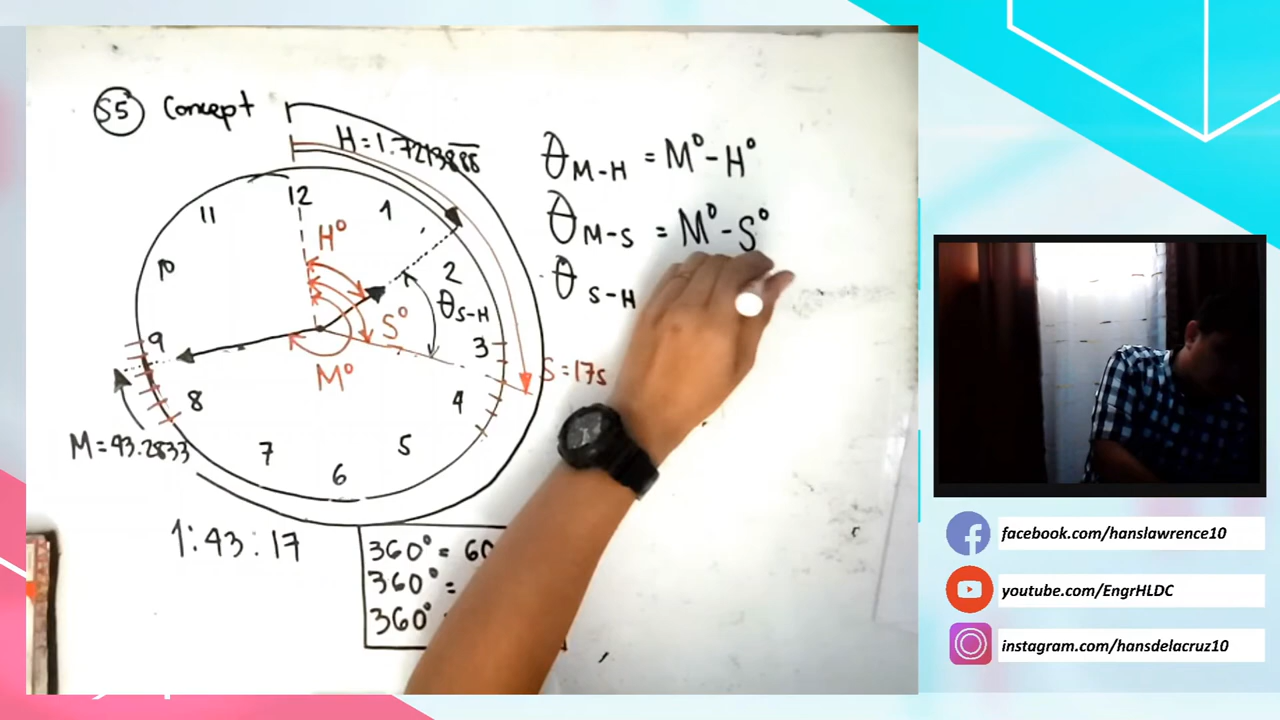 S5 Concept
H = 1.7213888
12
11
1
H°
10
2
θS-H
9
S°
3
M°
S = 17s
8
4
M = 43.2833
7
5
6
1:43:17
360° = 60
360° =
360°
θM-H = M° - H°
θM-S = M° - S°
θS-H
facebook.com/hanslawrence10
youtube.com/EngrHLDC
instagram.com/hansdelacruz10